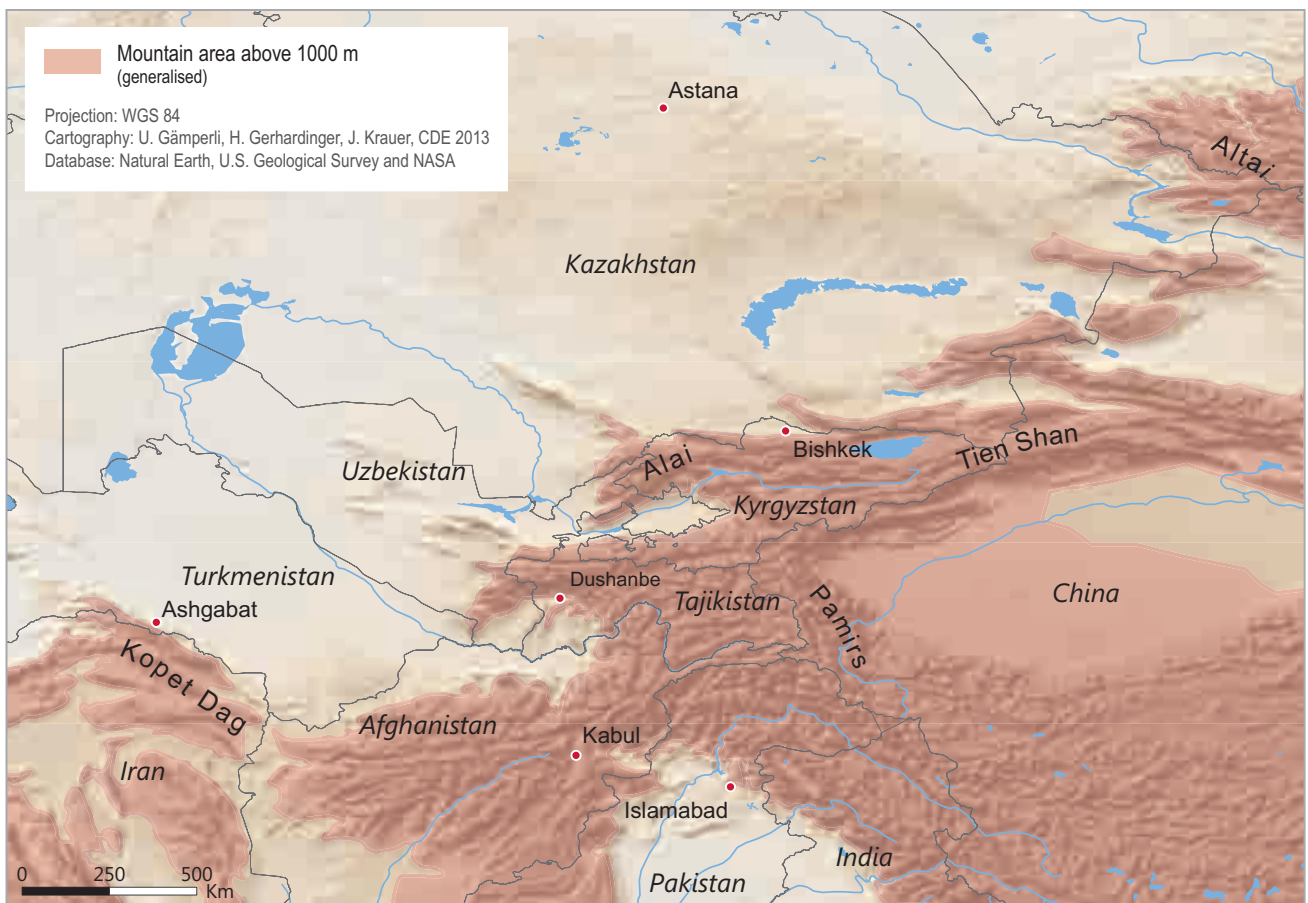 Mountain area above 1000 m
(generalised)
Projection: WGS 84
Cartography: U. Gämperli, H. Gerhardinger, J. Krauer, CDE 2013
Database: Natural Earth, U.S. Geological Survey and NASA
Astana
Altai
Kazakhstan
Bishkek
Tien Shan
Alai
Uzbekistan
Kyrgyzstan
Turkmenistan
Dushanbe
Tajikistan
China
Ashgabat
Pamirs
Kopet Dag
Afghanistan
Kabul
Iran
Islamabad
India
Pakistan
0 250 500
Km